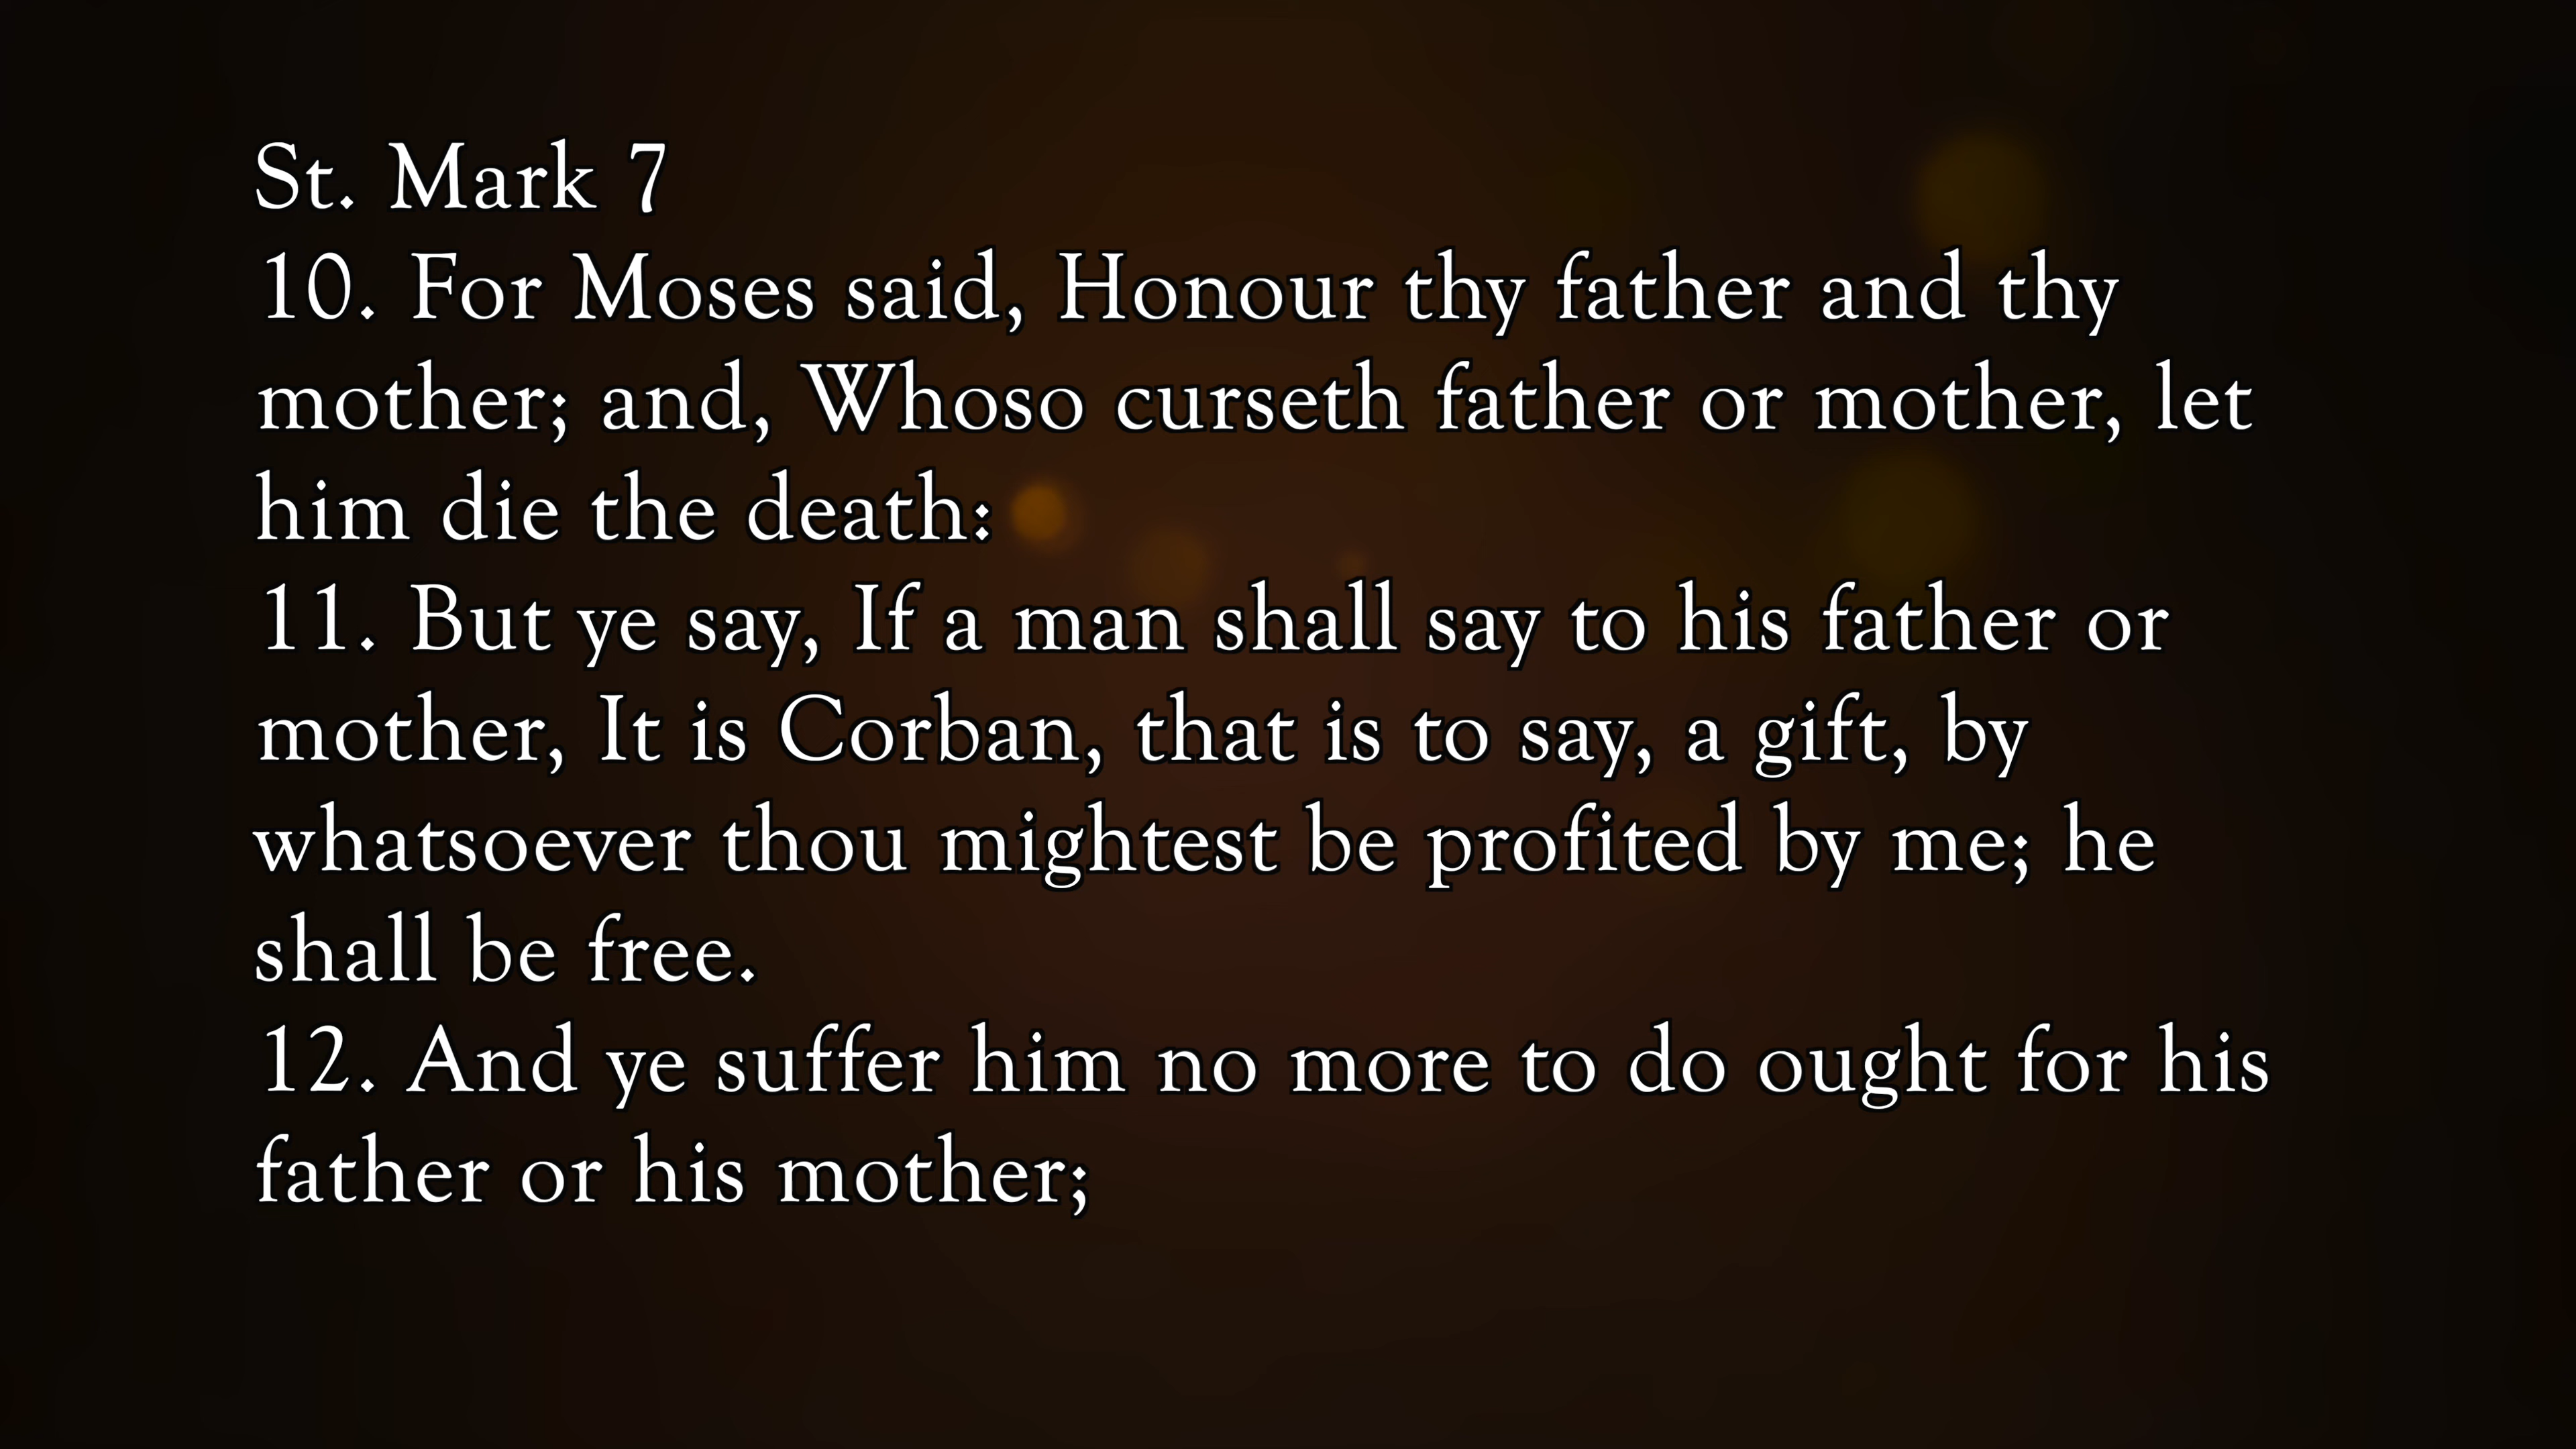 St. Mark 7
10. For Moses said, Honour thy father and thy
mother; and, Whoso curseth father or mother, let
him die the death:
11. But ye say, If a man shall say to his father or
mother, It is Corban, that is to say, a gift, by
whatsoever thou mightest be profited by me; he
shall be free.
12. And ye suffer him no more to do ought for his
father or his mother;